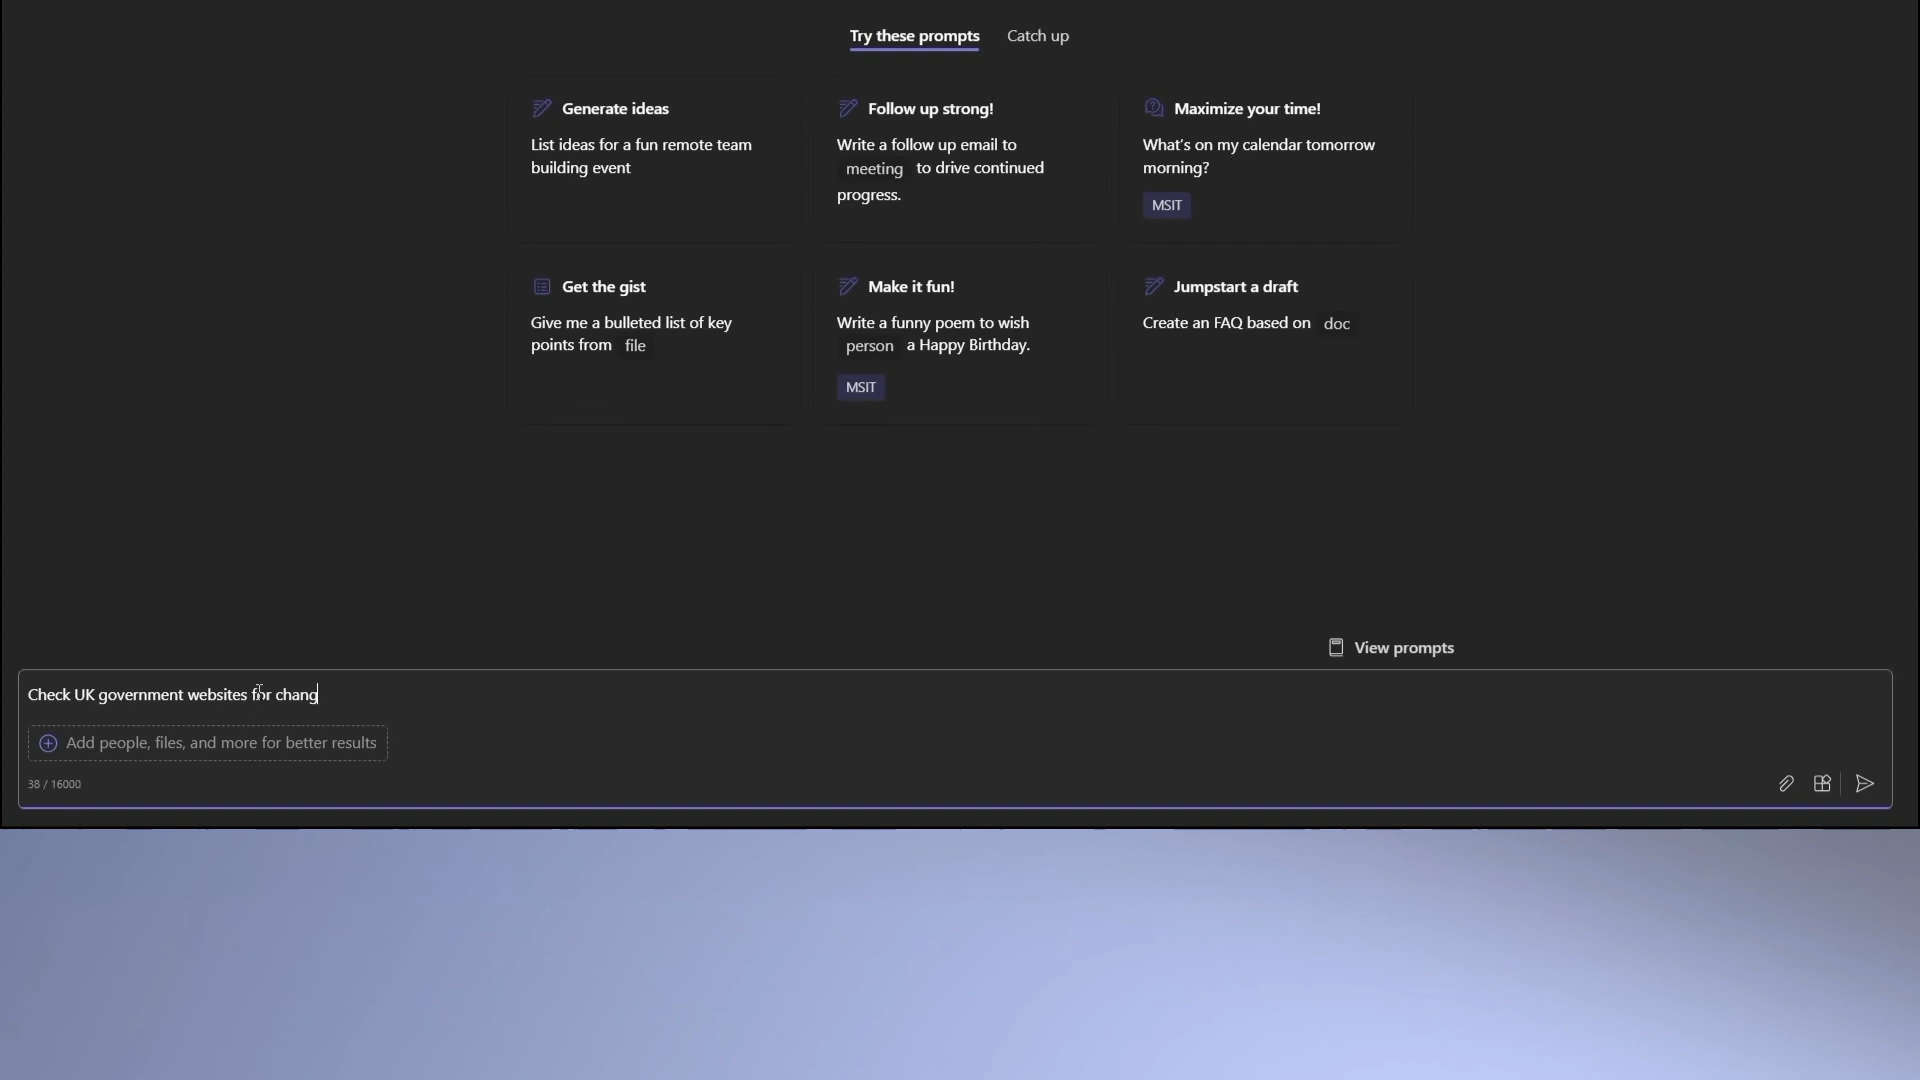 Try these prompts Catch up
Generate ideas
List ideas for a fun remote team
building event
Follow up strong!
Write a follow up email to
meeting to drive continued
progress.
Maximize your time!
What's on my calendar tomorrow
morning?
MSIT
Get the gist
Give me a bulleted list of key
points from file
Make it fun!
Write a funny poem to wish
person a Happy Birthday.
MSIT
Jumpstart a draft
Create an FAQ based on doc
View prompts
Check UK government websites for chang
Add people, files, and more for better results
38 / 16000